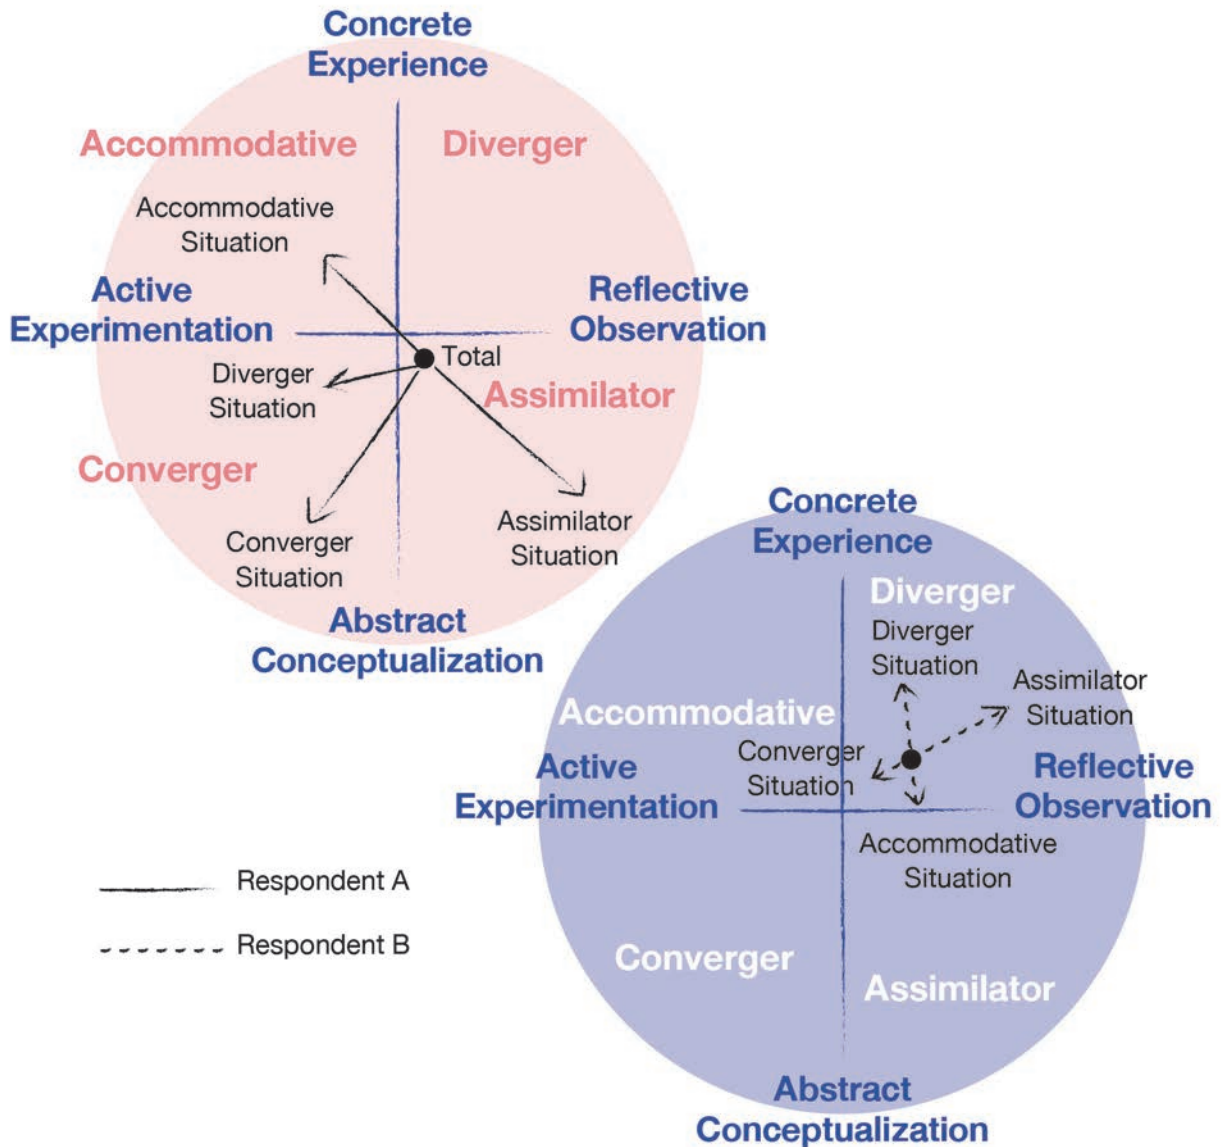 Concrete
Experience
Accommodative
Diverger
Accommodative
Situation
Active
Experimentation
Reflective
Observation
Total
Diverger
Situation
Assimilator
Converger
Converger
Situation
Assimilator
Situation
Abstract
Conceptualization
Concrete
Experience
Diverger
Diverger
Situation
Assimilator
Situation
Accommodative
Converger
Situation
Active
Experimentation
Reflective
Observation
Accommodative
Situation
Converger
Assimilator
Abstract
Conceptualization
Respondent A
Respondent B